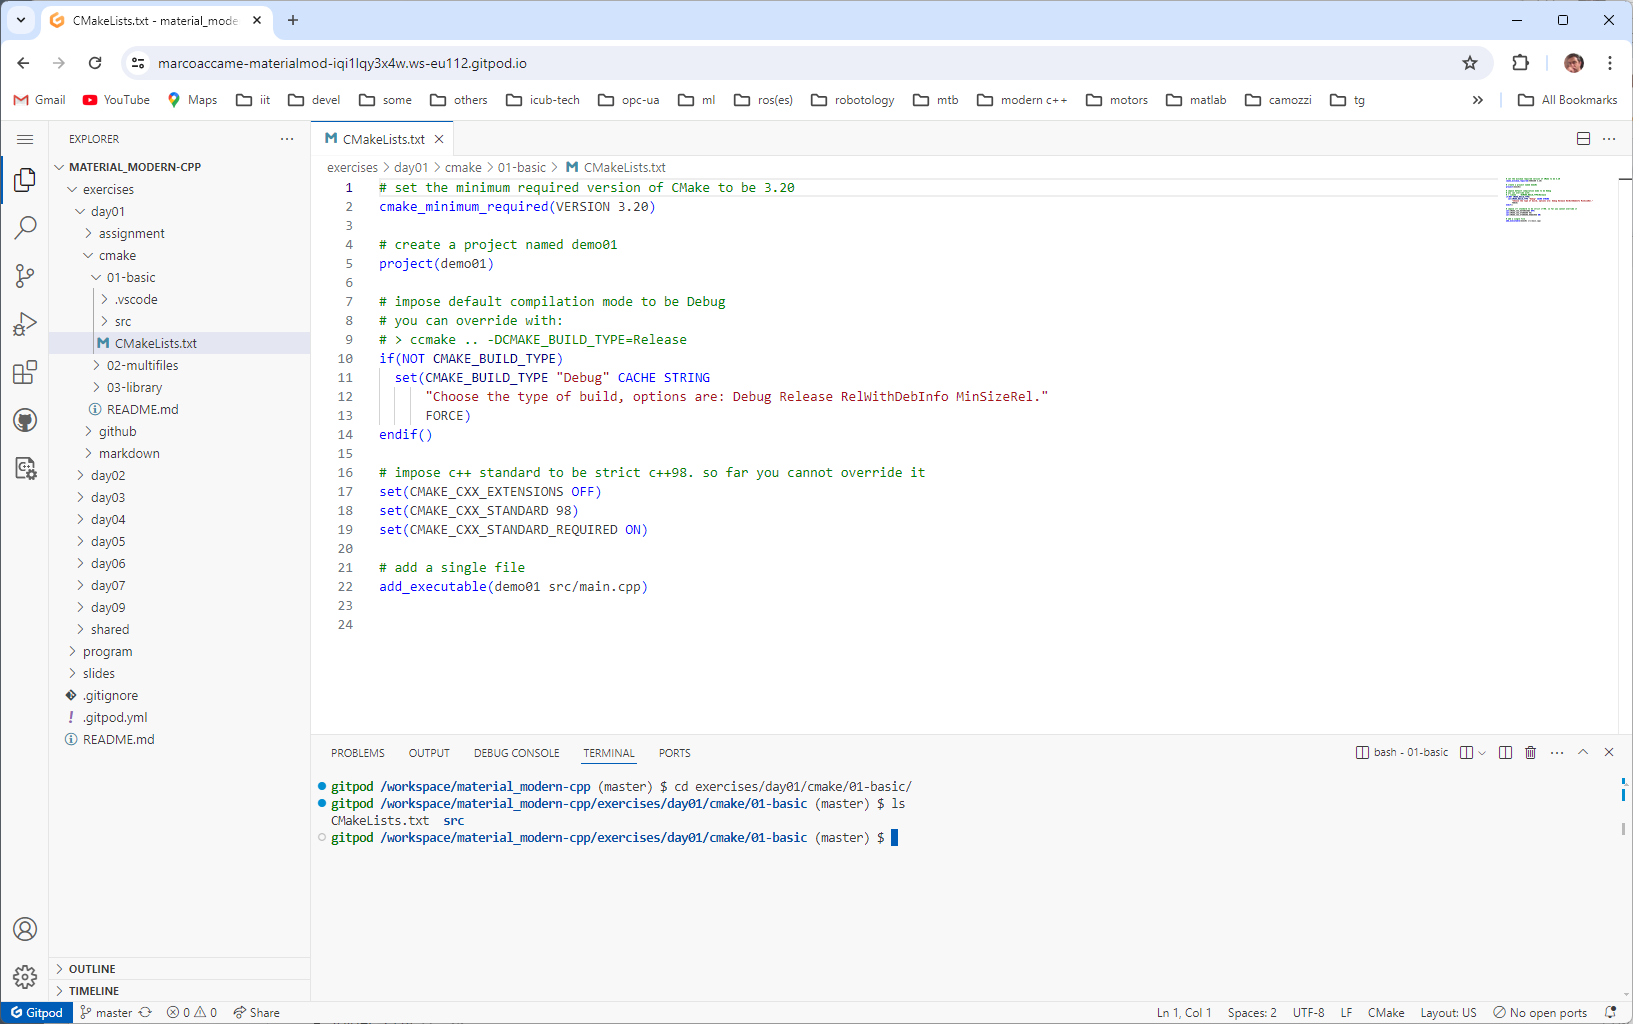 CMakeLists.txt - material_mode
marcoaccame-materialmod-iqi1lqy3x4w.ws-eu112.gitpod.io
Gmail YouTube Maps iit devel some others icub-tech opc-ua ml ros(es) robotology mtb modern c++ motors matlab camozzi tg » All Bookmarks
EXPLORER
MATERIAL_MODERN-CPP
exercises
day01
assignment
cmake
01-basic
.vscode
src
CMakeLists.txt
02-multifiles
03-library
README.md
github
markdown
day02
day03
day04
day05
day06
day07
day09
shared
program
slides
.gitignore
! .gitpod.yml
README.md
OUTLINE
TIMELINE
CMakeLists.txt
exercises > day01 > cmake > 01-basic > CMakeLists.txt
1 # set the minimum required version of CMake to be 3.20
2 cmake_minimum_required(VERSION 3.20)
3
4 # create a project named demo01
5 project(demo01)
6
7 # impose default compilation mode to be Debug
8 # you can override with:
9 # > ccmake .. -DCMAKE_BUILD_TYPE=Release
10 if(NOT CMAKE_BUILD_TYPE)
11 set(CMAKE_BUILD_TYPE "Debug" CACHE STRING
12 "Choose the type of build, options are: Debug Release RelWithDebInfo MinSizeRel."
13 FORCE)
14 endif()
15
16 # impose c++ standard to be strict c++98. so far you cannot override it
17 set(CMAKE_CXX_EXTENSIONS OFF)
18 set(CMAKE_CXX_STANDARD 98)
19 set(CMAKE_CXX_STANDARD_REQUIRED ON)
20
21 # add a single file
22 add_executable(demo01 src/main.cpp)
23
24
PROBLEMS OUTPUT DEBUG CONSOLE TERMINAL PORTS
bash - 01-basic
gitpod /workspace/material_modern-cpp (master) $ cd exercises/day01/cmake/01-basic/
gitpod /workspace/material_modern-cpp/exercises/day01/cmake/01-basic (master) $ ls
CMakeLists.txt src
gitpod /workspace/material_modern-cpp/exercises/day01/cmake/01-basic (master) $
Gitpod master 0 0 Share
Ln 1, Col 1 Spaces: 2 UTF-8 LF CMake Layout: US No open ports